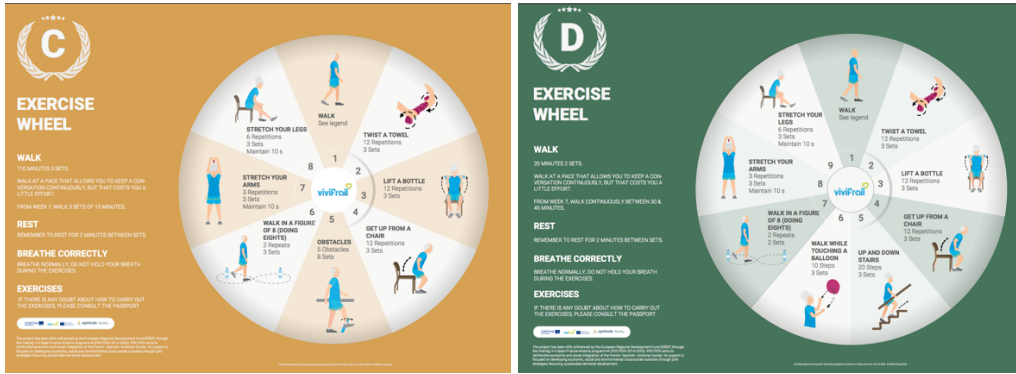 C
EXERCISE
WHEEL
WALK
110 MINUTES 3 SETS.
WALK AT A PACE THAT ALLOWS YOU TO KEEP A CON-
VERSATION CONTINUOUSLY, BUT THAT COSTS YOU A
LITTLE EFFORT.
FROM WEEK 7, WALK 3 SETS OF 15 MINUTES.
REST
REMEMBER TO REST FOR 2 MINUTES BETWEEN SETS.
BREATHE CORRECTLY
BREATHE NORMALLY, DO NOT HOLD YOUR BREATH
DURING THE EXERCISES.
EXERCISES
IF THERE IS ANY DOUBT ABOUT HOW TO CARRY OUT
THE EXERCISES, PLEASE CONSULT THE PASSPORT.
WALK
See legend
TWIST A TOWEL
12 Repetitions
3 Sets
LIFT A BOTTLE
12 Repetitions
3 Sets
GET UP FROM A
CHAIR
12 Repetitions
3 Sets
OBSTACLES
5 Obstacles
8 Sets
WALK IN A FIGURE
OF 8 (DOING
EIGHTS)
2 Repeats
3 Sets
STRETCH YOUR
ARMS
3 Repetitions
3 Sets
Maintain 10 s
STRETCH YOUR LEGS
6 Repetitions
3 Sets
Maintain 10 s
1
2
3
4
5
6
7
8
vivifrail
D
EXERCISE
WHEEL
WALK
20 MINUTES 2 SETS.
WALK AT A PACE THAT ALLOWS YOU TO KEEP A CON-
VERSATION CONTINUOUSLY, BUT THAT COSTS YOU A
LITTLE EFFORT.
FROM WEEK 7, WALK CONTINUOUSLY BETWEEN 30 &
45 MINUTES.
REST
REMEMBER TO REST FOR 2 MINUTES BETWEEN SETS.
BREATHE CORRECTLY
BREATHE NORMALLY, DO NOT HOLD YOUR BREATH
DURING THE EXERCISES.
EXERCISES
IF THERE IS ANY DOUBT ABOUT HOW TO CARRY OUT
THE EXERCISES, PLEASE CONSULT THE PASSPORT.
WALK
See legend
TWIST A TOWEL
12 Repetitions
3 Sets
LIFT A BOTTLE
12 Repetitions
3 Sets
GET UP FROM A
CHAIR
12 Repetitions
3 Sets
UP AND DOWN
STAIRS
20 Steps
3 Sets
WALK WHILE
TOUCHING A
BALLOON
10 Steps
3 Sets
WALK IN A FIGURE
OF 8 (DOING
EIGHTS)
2 Repeats
2 Sets
STRETCH YOUR
ARMS
3 Repetitions
3 Sets
Maintain 10 s
STRETCH YOUR
LEGS
6 Repetitions
3 Sets
Maintain 10 s
1
2
3
4
5
6
7
8
9
vivifrail